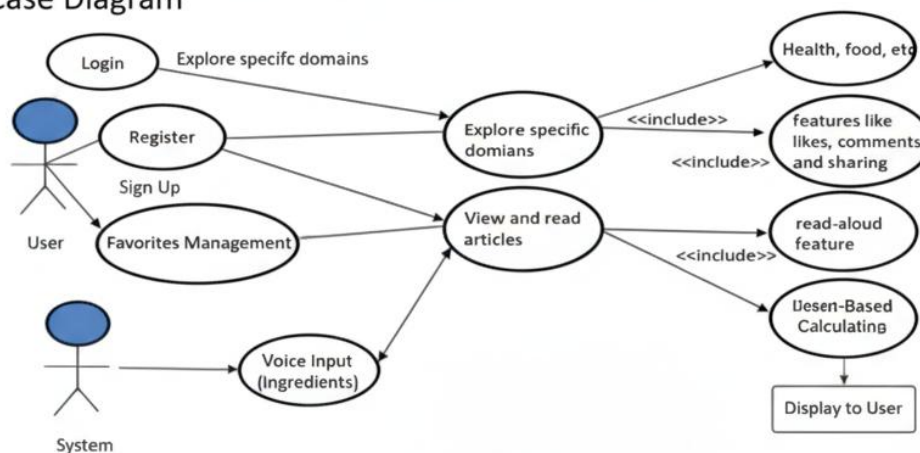 case Diagram
Login
Explore specifc domains
Health, food, etc
Register
Explore specific
domians
<<include>>
features like
likes, comments
and sharing
<<include>>
Sign Up
User
Favorites Management
View and read
articles
read-aloud
feature
<<include>>
Desen-Based
Calculating
Voice Input
(Ingredients)
Display to User
System